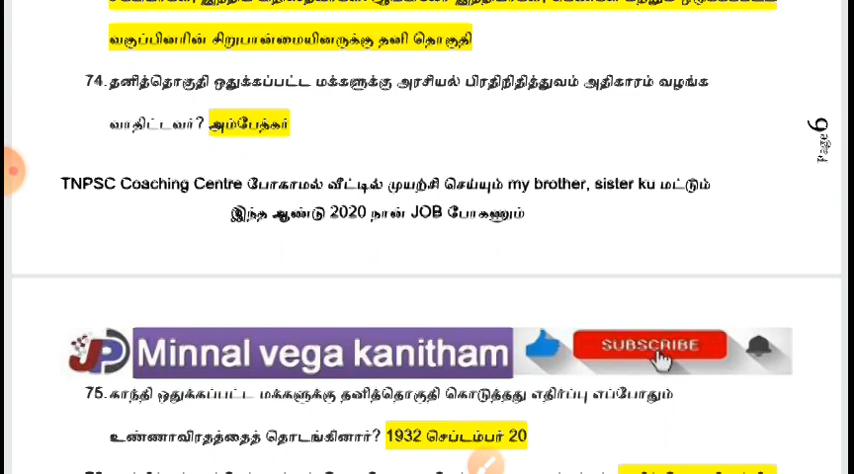 வகுப்பினரின் சிறுபான்மையினருக்கு தனி தொகுதி
74. தனித்தொகுதி ஒதுக்கப்பட்ட மக்களுக்கு அரசியல் பிரதிநிதித்துவம் அதிகாரம் வழங்க
வாதிட்டவர்? அம்பேத்கர்
9
TNPSC Coaching Centre போகாமல் வீட்டில் முயற்சி செய்யும் my brother, sister ku மட்டும்
இந்த ஆண்டு 2020 நான் JOB போகணும்
JP Minnal vega kanitham SUBSCRIBE
75. காந்தி ஒதுக்கப்பட்ட மக்களுக்கு தனித்தொகுதி கொடுத்தது எதிர்ப்பு எப்போதும்
உண்ணாவிரதத்தைத் தொடங்கினார்? 1932 செப்டம்பர் 20